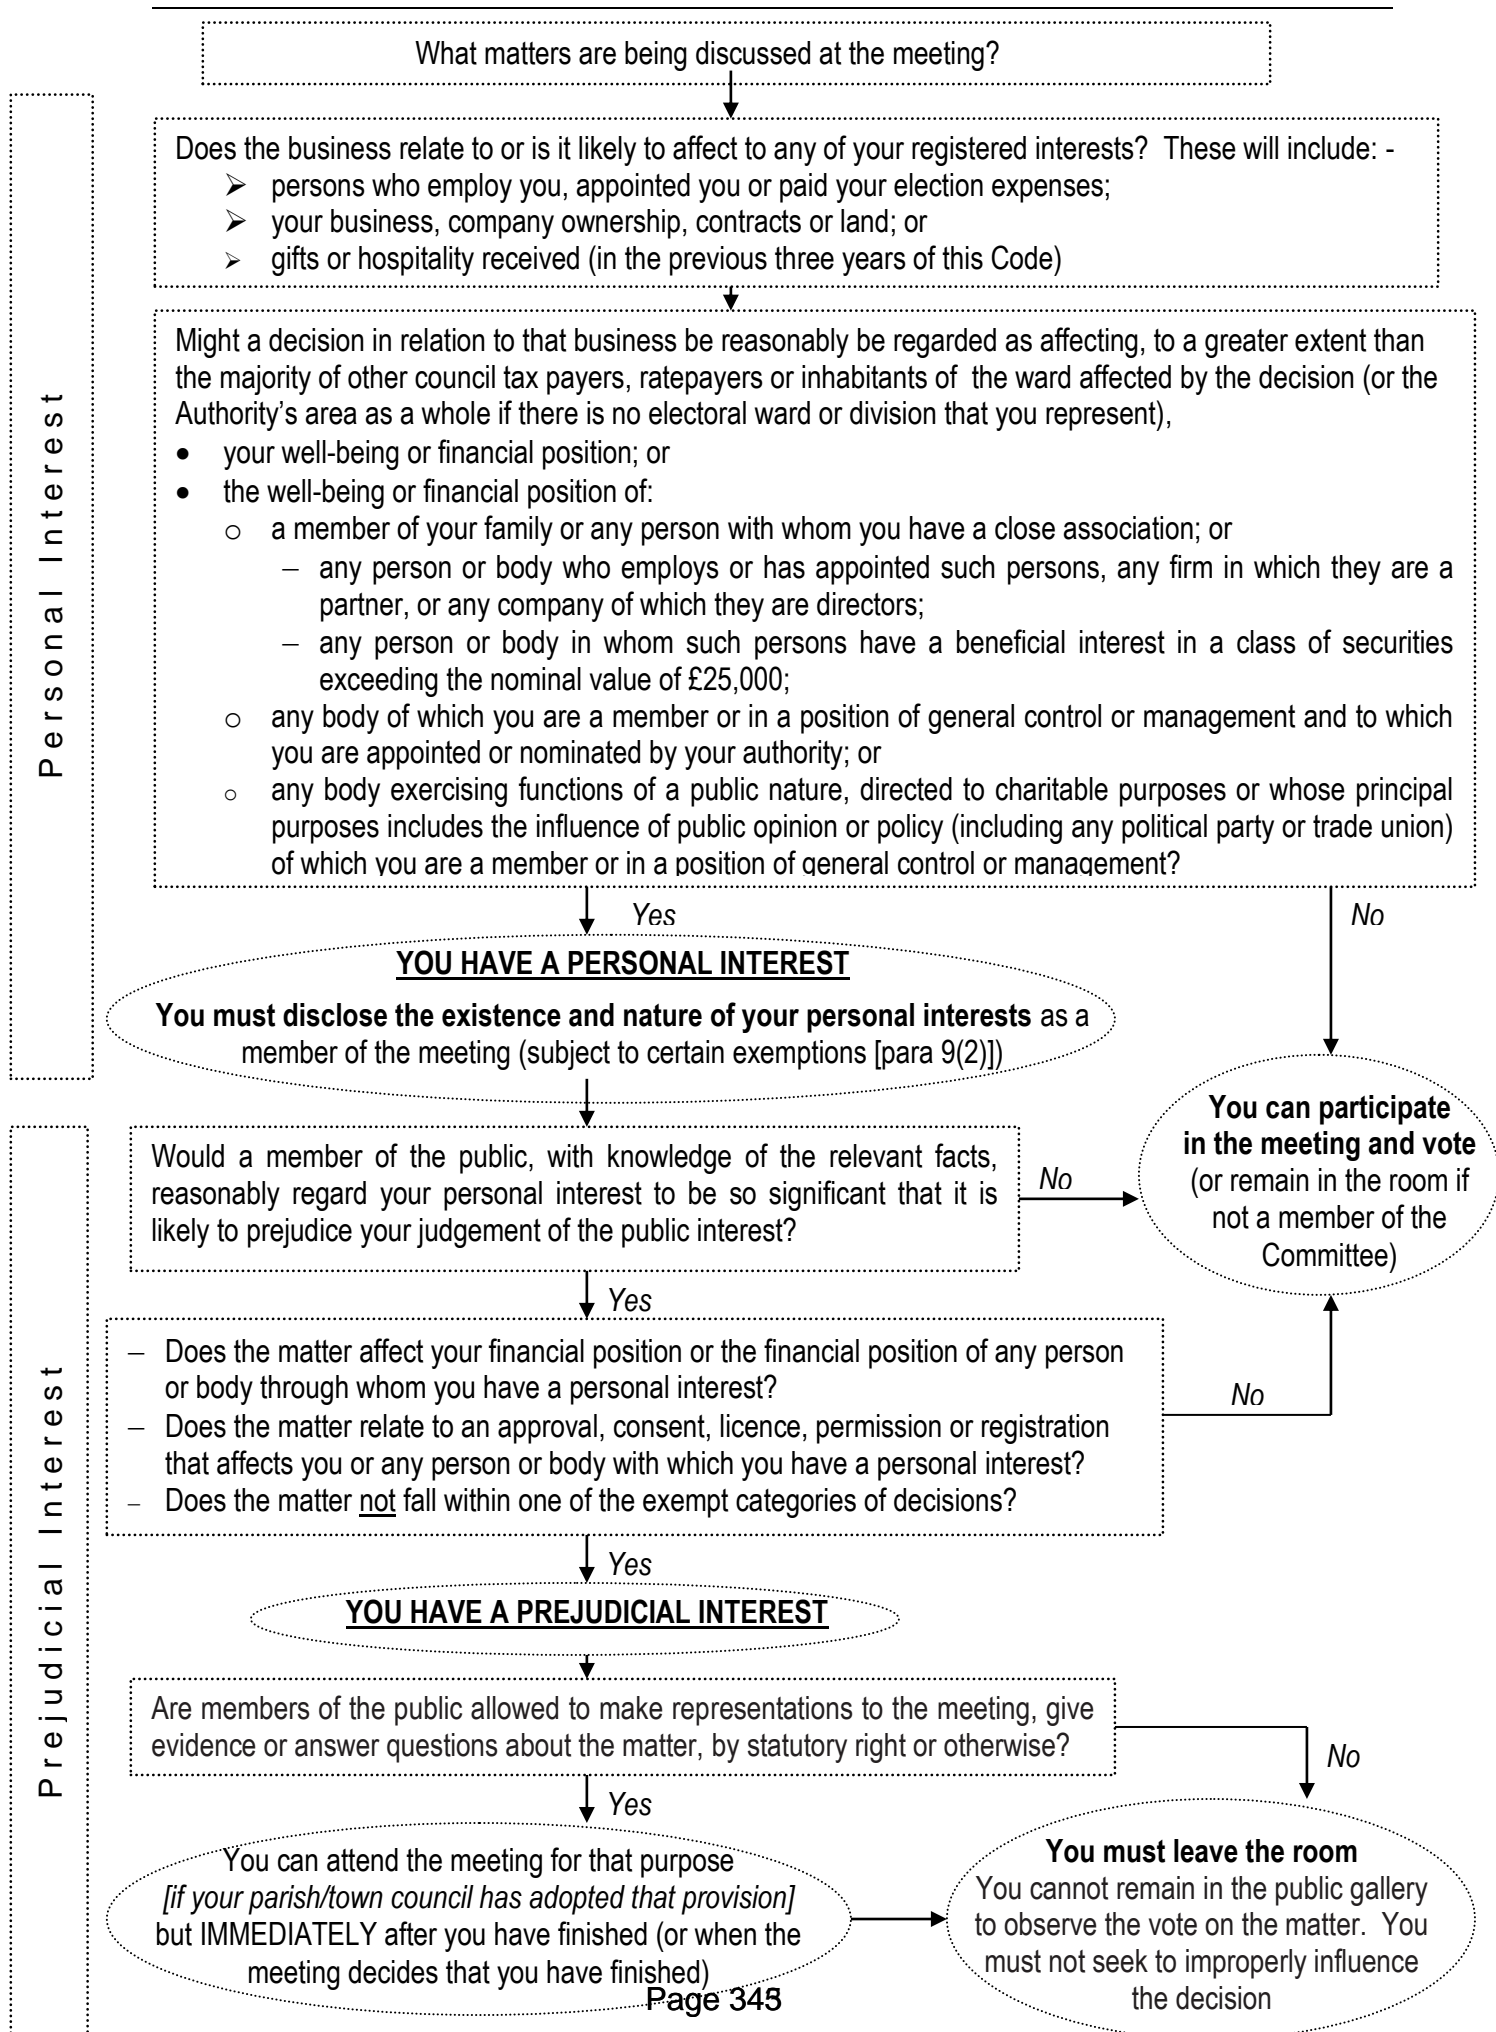 What matters are being discussed at the meeting?
Personal Interest
Does the business relate to or is it likely to affect to any of your registered interests? These will include: -
➢ persons who employ you, appointed you or paid your election expenses;
➢ your business, company ownership, contracts or land; or
➢ gifts or hospitality received (in the previous three years of this Code)
Might a decision in relation to that business be reasonably be regarded as affecting, to a greater extent than
the majority of other council tax payers, ratepayers or inhabitants of the ward affected by the decision (or the
Authority's area as a whole if there is no electoral ward or division that you represent),
• your well-being or financial position; or
• the well-being or financial position of:
o a member of your family or any person with whom you have a close association; or
– any person or body who employs or has appointed such persons, any firm in which they are a
partner, or any company of which they are directors;
– any person or body in whom such persons have a beneficial interest in a class of securities
exceeding the nominal value of £25,000;
o any body of which you are a member or in a position of general control or management and to which
you are appointed or nominated by your authority; or
o any body exercising functions of a public nature, directed to charitable purposes or whose principal
purposes includes the influence of public opinion or policy (including any political party or trade union)
of which you are a member or in a position of general control or management?
Yes
No
YOU HAVE A PERSONAL INTEREST
You must disclose the existence and nature of your personal interests as a
member of the meeting (subject to certain exemptions [para 9(2)])
You can participate
in the meeting and vote
(or remain in the room if
not a member of the
Committee)
Prejudicial Interest
Would a member of the public, with knowledge of the relevant facts,
reasonably regard your personal interest to be so significant that it is
likely to prejudice your judgement of the public interest?
No
Yes
– Does the matter affect your financial position or the financial position of any person
or body through whom you have a personal interest?
– Does the matter relate to an approval, consent, licence, permission or registration
that affects you or any person or body with which you have a personal interest?
– Does the matter not fall within one of the exempt categories of decisions?
No
Yes
YOU HAVE A PREJUDICIAL INTEREST
Are members of the public allowed to make representations to the meeting, give
evidence or answer questions about the matter, by statutory right or otherwise?
No
Yes
You can attend the meeting for that purpose
[if your parish/town council has adopted that provision]
but IMMEDIATELY after you have finished (or when the
meeting decides that you have finished)
You must leave the room
You cannot remain in the public gallery
to observe the vote on the matter. You
must not seek to improperly influence
the decision
Page